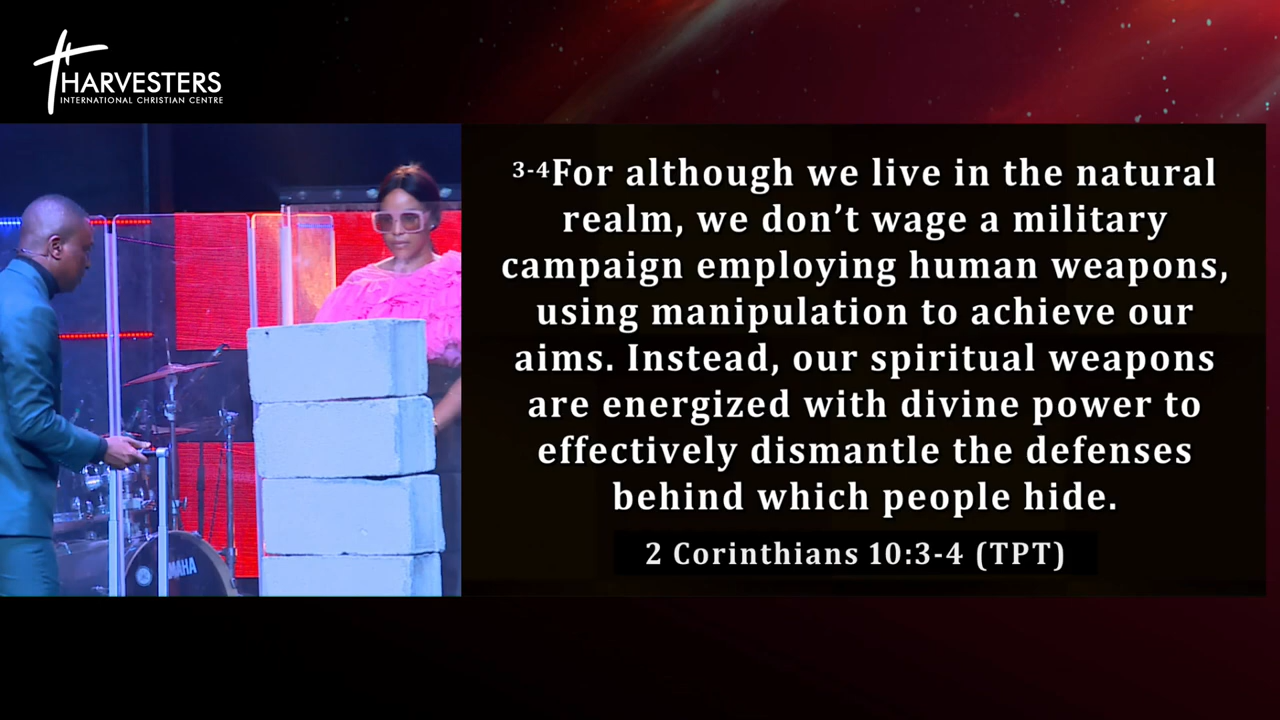 HARVESTERS
INTERNATIONAL CHRISTIAN CENTRE
3-4For although we live in the natural
realm, we don’t wage a military
campaign employing human weapons,
using manipulation to achieve our
aims. Instead, our spiritual weapons
are energized with divine power to
effectively dismantle the defenses
behind which people hide.
2 Corinthians 10:3-4 (TPT)